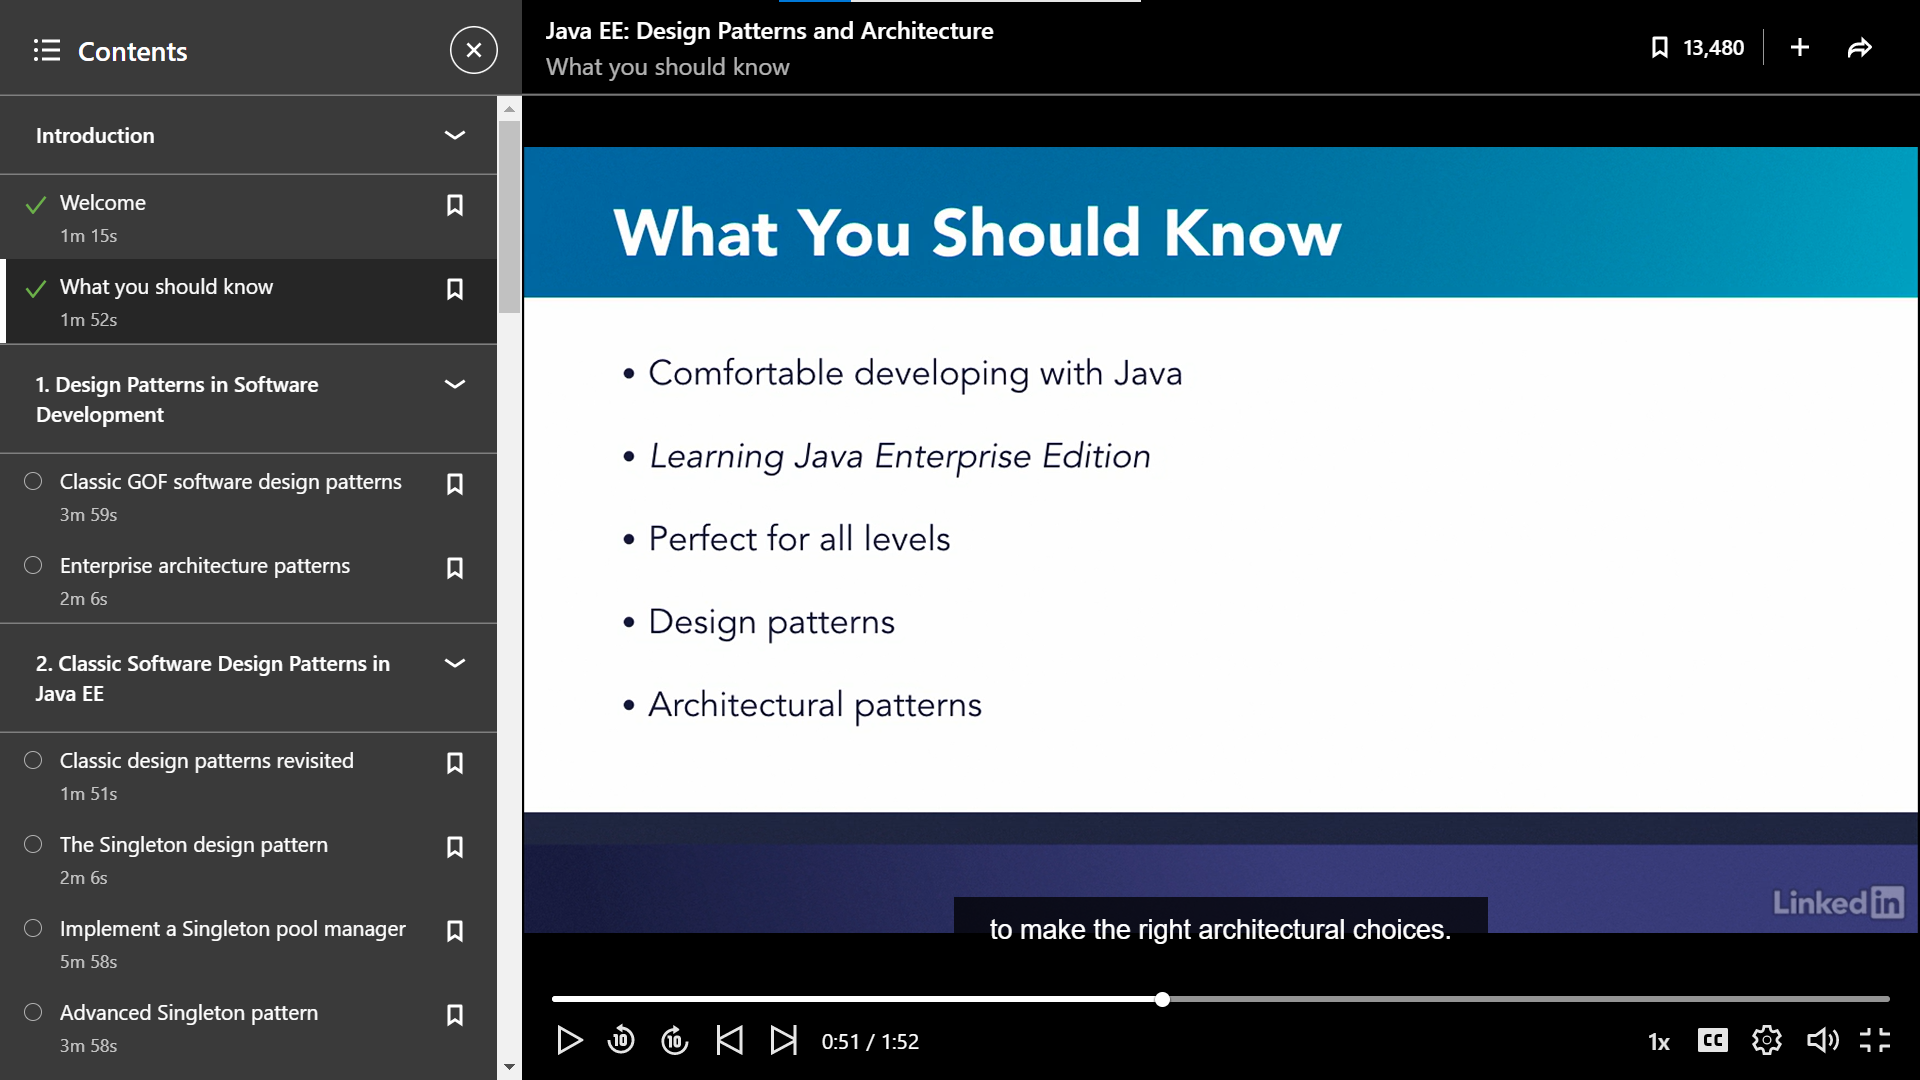 Contents
Introduction
Welcome
1m 15s
What you should know
1m 52s
1. Design Patterns in Software
Development
Classic GOF software design patterns
3m 59s
Enterprise architecture patterns
2m 6s
2. Classic Software Design Patterns in
Java EE
Classic design patterns revisited
1m 51s
The Singleton design pattern
2m 6s
Implement a Singleton pool manager
5m 58s
Advanced Singleton pattern
3m 58s
Java EE: Design Patterns and Architecture
What you should know
13,480
What You Should Know
• Comfortable developing with Java
• Learning Java Enterprise Edition
• Perfect for all levels
• Design patterns
• Architectural patterns
LinkedIn
to make the right architectural choices.
10
10
0:51 / 1:52
1x
CC